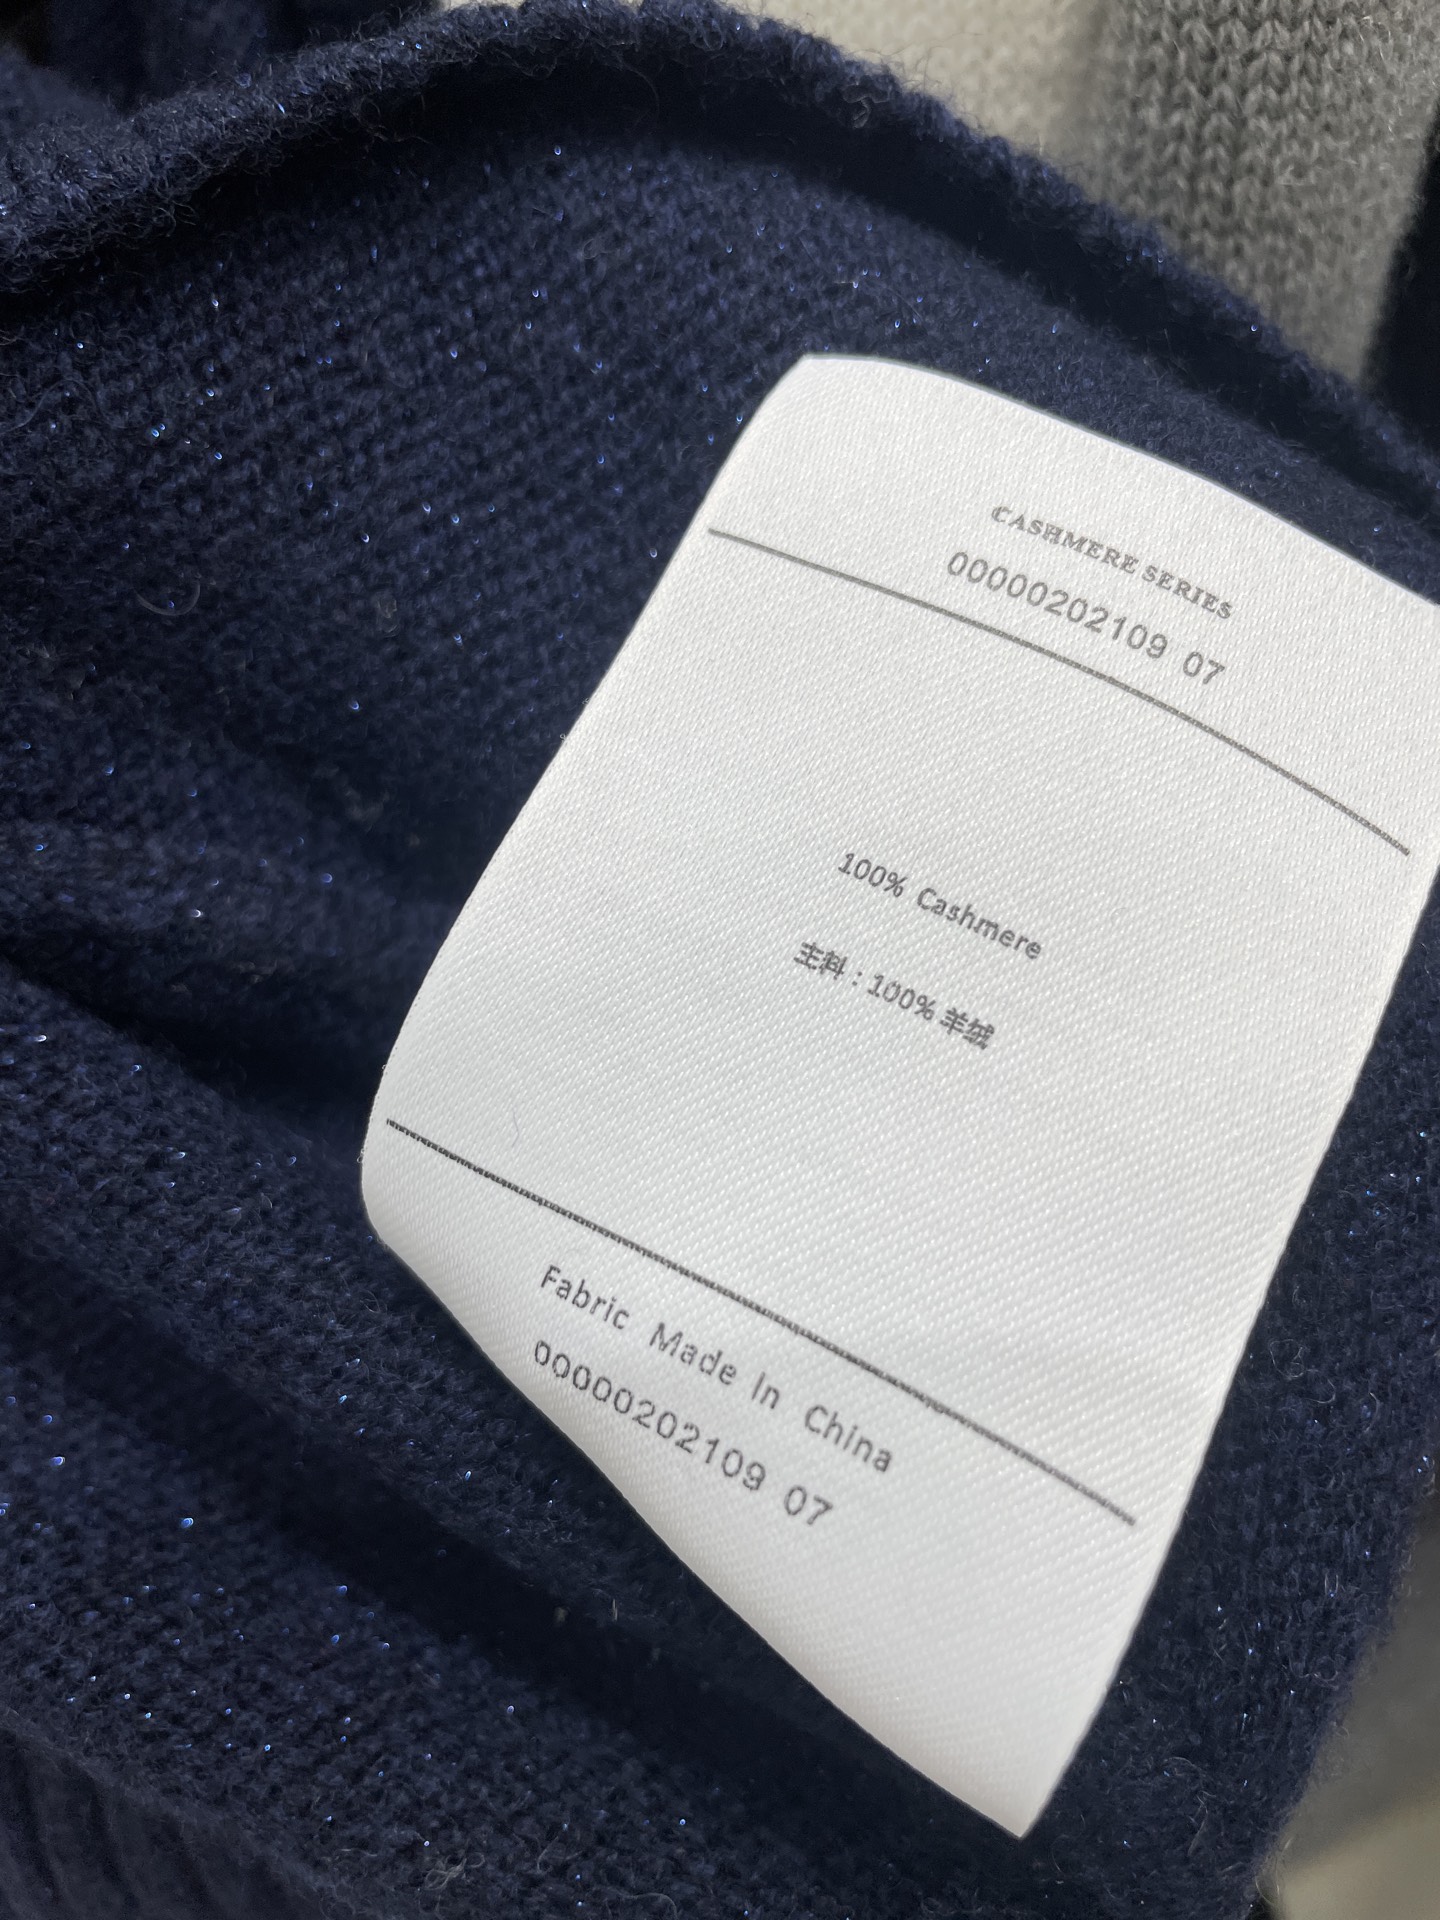 CASHMERE SERIES
00000202109 07
100% Cashmere
主料：100% 羊绒
Fabric Made In China
00000202109 07